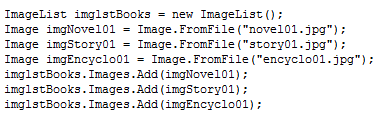 ImageList imglstBooks = new ImageList();
Image imgNovel01 = Image.FromFile("novel01.jpg");
Image imgStory01 = Image.FromFile("story01.jpg");
Image imgEncyclo01 = Image.FromFile("encyclo01.jpg");
imglstBooks.Images.Add(imgNovel01);
imglstBooks.Images.Add(imgStory01);
imglstBooks.Images.Add(imgEncyclo01);